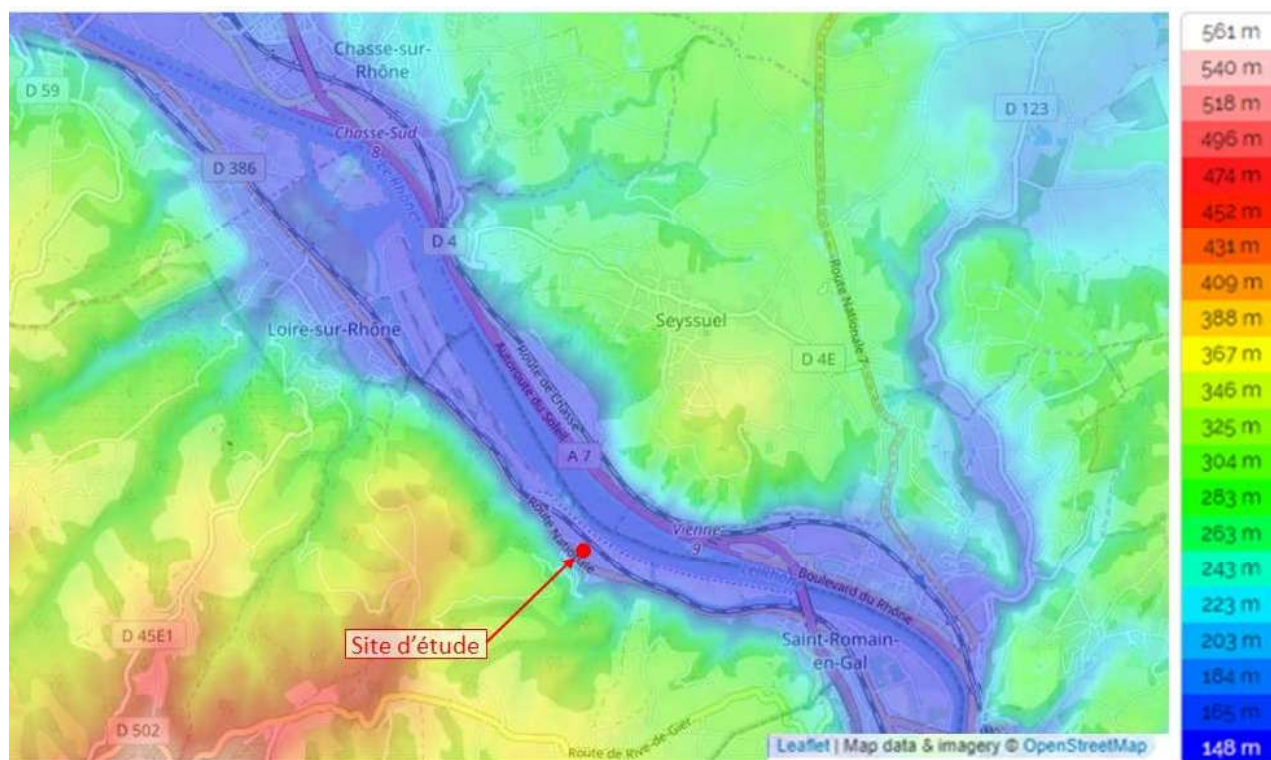 Chasse-sur-
Rhône
D 59
Chasse-Sud
8
D 386
D 123
D 4
Route Nationale 7
Loire-sur-Rhône
Seyssuel
D 4E
Autoroute du Soleil
Route de Chasse
A 7
Route Nationale
Vienne
9
Boulevard du Rhône
Site d'étude
D 45E1
Saint-Romain-
en-Gal
D 502
Route de Rive-de-Gier
Leaflet | Map data & imagery © OpenStreetMap
561 m
540 m
518 m
496 m
474 m
452 m
431 m
409 m
388 m
367 m
346 m
325 m
304 m
283 m
263 m
243 m
223 m
203 m
184 m
165 m
148 m